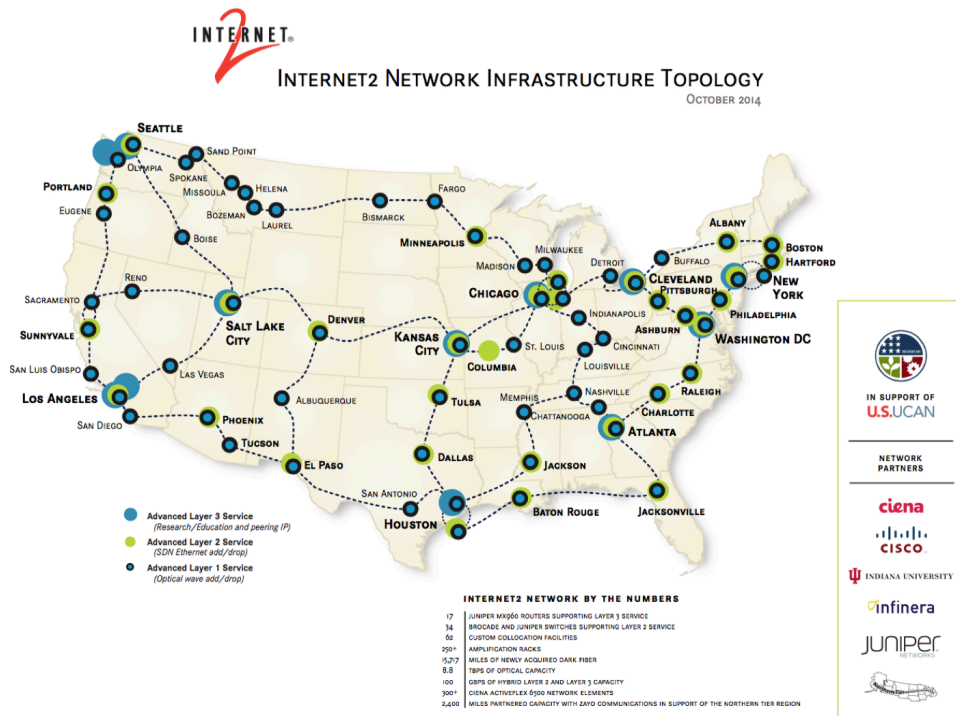 INTERNET®
2
INTERNET2 NETWORK INFRASTRUCTURE TOPOLOGY
OCTOBER 2014
SEATTLE
OLYMPIA
SPOKANE
SAND POINT
MISSOULA
HELENA
PORTLAND
EUGENE
BOZEMAN
LAUREL
BISMARCK
FARGO
BOISE
MINNEAPOLIS
MILWAUKEE
MADISON
DETROIT
BUFFALO
ALBANY
BOSTON
HARTFORD
CLEVELAND
PITTSBURGH
NEW
YORK
RENO
SACRAMENTO
SUNNYVALE
SALT LAKE
CITY
DENVER
CHICAGO
KANSAS
CITY
COLUMBIA
ST. LOUIS
INDIANAPOLIS
CINCINNATI
LOUISVILLE
ASHBURN
PHILADELPHIA
WASHINGTON DC
SAN LUIS OBISPO
LAS VEGAS
LOS ANGELES
SAN DIEGO
PHOENIX
TUCSON
ALBUQUERQUE
EL PASO
TULSA
DALLAS
MEMPHIS
NASHVILLE
CHATTANOOGA
RALEIGH
CHARLOTTE
ATLANTA
JACKSON
SAN ANTONIO
HOUSTON
BATON ROUGE
JACKSONVILLE
Advanced Layer 3 Service
(Research/Education and peering IP)
Advanced Layer 2 Service
(SDN Ethernet add/drop)
Advanced Layer 1 Service
(Optical wave add/drop)
INTERNET2 NETWORK BY THE NUMBERS
17 JUNIPER MX960 ROUTERS SUPPORTING LAYER 3 SERVICE
34 BROCADE AND JUNIPER SWITCHES SUPPORTING LAYER 2 SERVICE
62 CUSTOM COLLOCATION FACILITIES
250+ AMPLIFICATION RACKS
15,717 MILES OF NEWLY ACQUIRED DARK FIBER
8.8 TBPS OF OPTICAL CAPACITY
100 GBPS OF HYBRID LAYER 2 AND LAYER 3 CAPACITY
300+ CIENA ACTIVEFLEX 6500 NETWORK ELEMENTS
2,400 MILES PARTNERED CAPACITY WITH ZAYO COMMUNICATIONS IN SUPPORT OF THE NORTHERN TIER REGION
IN SUPPORT OF
U.S.UCAN
NETWORK
PARTNERS
ciena
CISCO
INDIANA UNIVERSITY
infinera
JUNIPER
NETWORKS